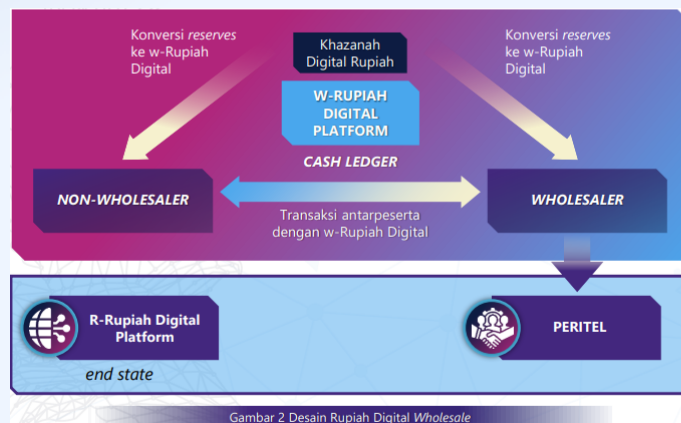 Konversi reserves
ke w-Rupiah
Digital
Khazanah
Digital Rupiah
Konversi reserves
ke w-Rupiah
Digital
W-RUPIAH
DIGITAL
PLATFORM
CASH LEDGER
NON-WHOLESALER
WHOLESALER
Transaksi antarpeserta
dengan w-Rupiah Digital
R-Rupiah Digital
Platform
PERITEL
end state
Gambar 2 Desain Rupiah Digital Wholesale